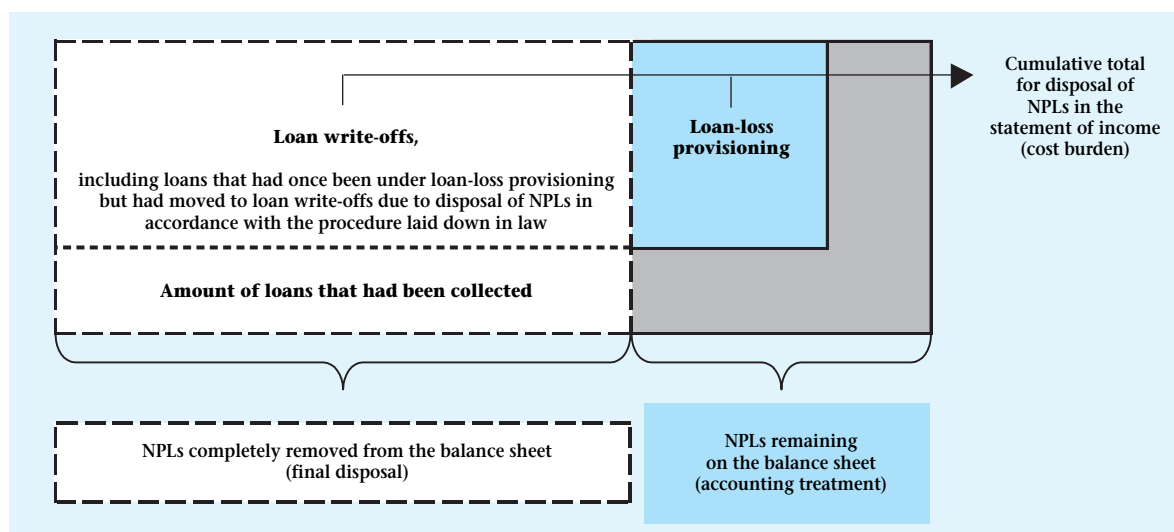 Loan write-offs,
including loans that had once been under loan-loss provisioning
but had moved to loan write-offs due to disposal of NPLs in
accordance with the procedure laid down in law
Amount of loans that had been collected
Loan-loss
provisioning
Cumulative total
for disposal of
NPLs in the
statement of income
(cost burden)
NPLs completely removed from the balance sheet
(final disposal)
NPLs remaining
on the balance sheet
(accounting treatment)